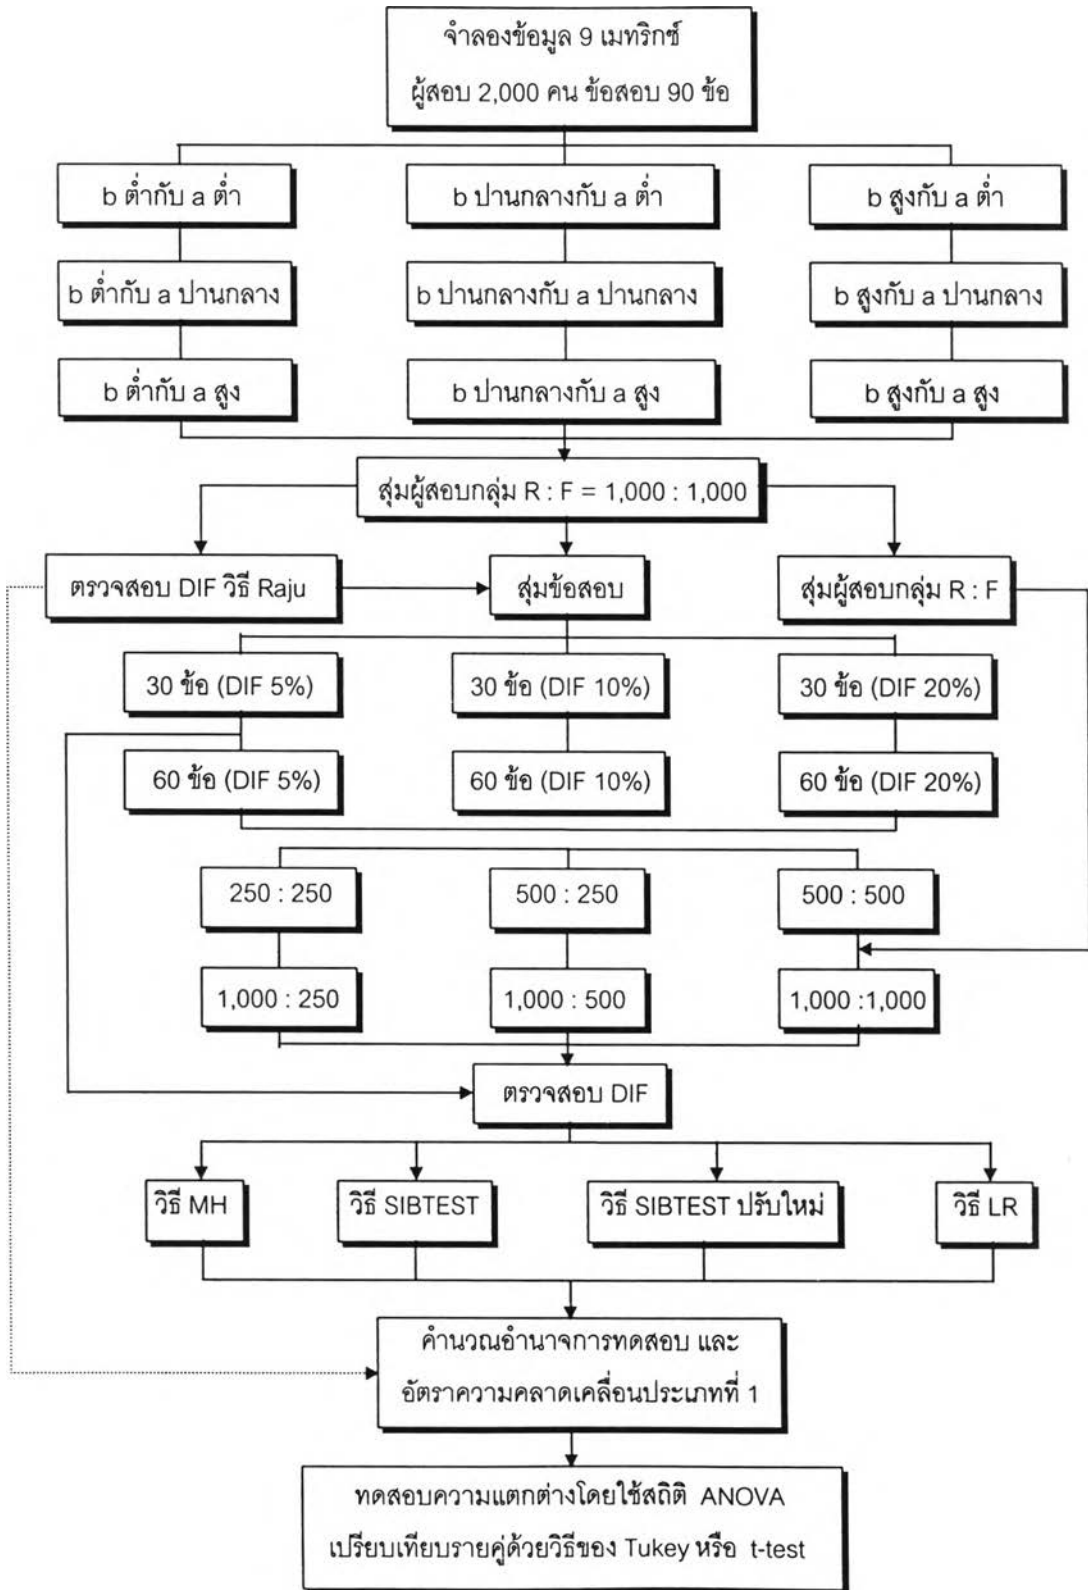 จำลองข้อมูล 9 เมทริกซ์
ผู้สอบ 2,000 คน ข้อสอบ 90 ข้อ
b ต่ำกับ a ต่ำ
b ปานกลางกับ a ต่ำ
b สูงกับ a ต่ำ
b ต่ำกับ a ปานกลาง
b ปานกลางกับ a ปานกลาง
b สูงกับ a ปานกลาง
b ต่ำกับ a สูง
b ปานกลางกับ a สูง
b สูงกับ a สูง
สุ่มผู้สอบกลุ่ม R : F = 1,000 : 1,000
ตรวจสอบ DIF วิธี Raju
สุ่มข้อสอบ
สุ่มผู้สอบกลุ่ม R : F
30 ข้อ (DIF 5%)
30 ข้อ (DIF 10%)
30 ข้อ (DIF 20%)
60 ข้อ (DIF 5%)
60 ข้อ (DIF 10%)
60 ข้อ (DIF 20%)
250 : 250
500 : 250
500 : 500
1,000 : 250
1,000 : 500
1,000 :1,000
ตรวจสอบ DIF
วิธี MH
วิธี SIBTEST
วิธี SIBTEST ปรับใหม่
วิธี LR
คำนวณอำนาจการทดสอบ และ
อัตราความคลาดเคลื่อนประเภทที่ 1
ทดสอบความแตกต่างโดยใช้สถิติ ANOVA
เปรียบเทียบรายคู่ด้วยวิธีของ Tukey หรือ t-test